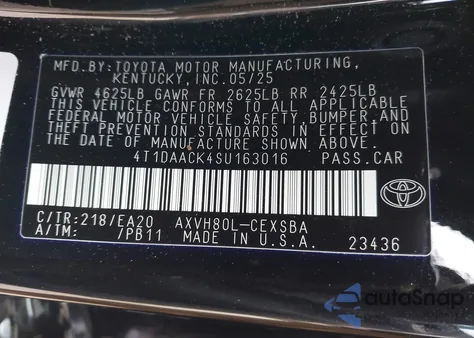 MFD.BY:TOYOTA MOTOR MANUFACTURING,
KENTUCKY, INC. 05/25
GVWR 4625LB GAWR FR 2625LB RR 2425LB
THIS VEHICLE CONFORMS TO ALL APPLICABLE
FEDERAL MOTOR VEHICLE SAFETY, BUMPER, AND
THEFT PREVENTION STANDARDS IN EFFECT ON
THE DATE OF MANUFACTURE SHOWN ABOVE.
4T1DAACK4SU163016 PASS.CAR
C/TR:218/EA20 AXVH80L-CEXSBA
A/TM: /PB11 MADE IN U.S.A. 23436
TOYOTA
autoSnap